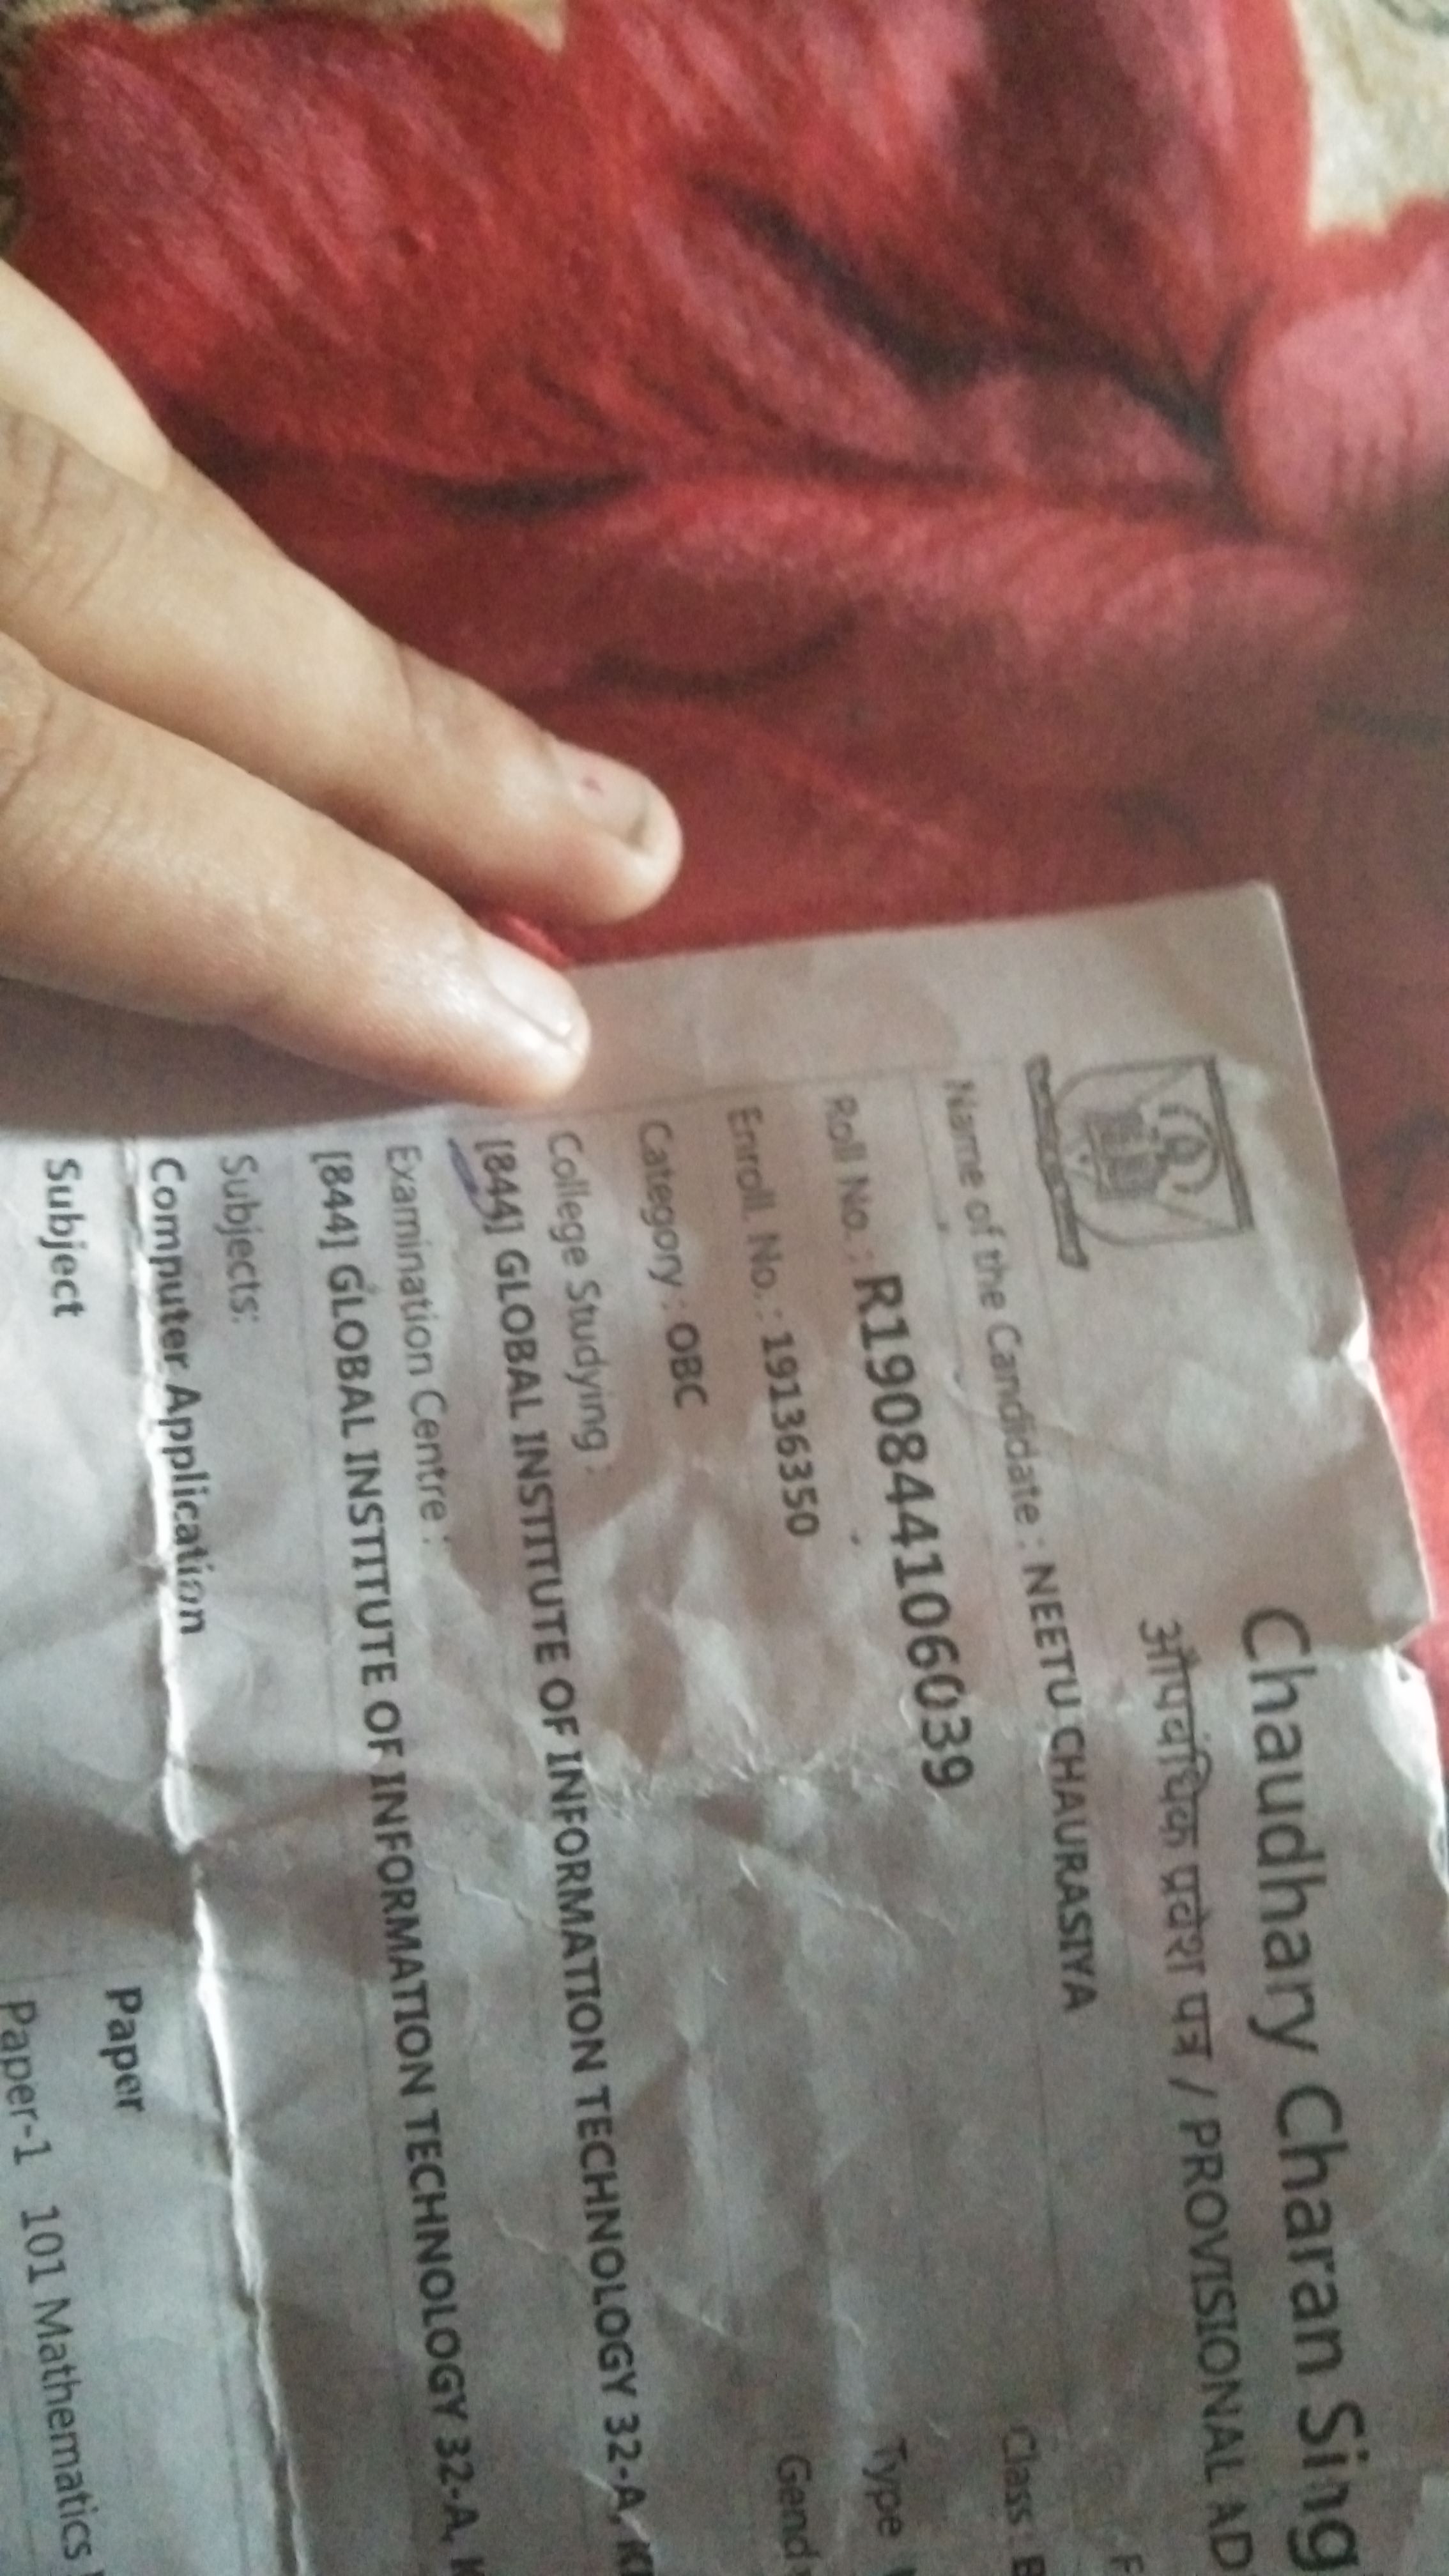 Chaudhary Charan Sing
औपबंधिक प्रवेश पत्र / PROVISIONAL AD
F
Name of the Candidate : NEETU CHAURASIYA
Class : B
Roll No. : R190844106039
Type
Enroll. No. : 19136350
Gend
Category : OBC
College Studying :
[844] GLOBAL INSTITUTE OF INFORMATION TECHNOLOGY 32-A, K
Examination Centre :
[844] GLOBAL INSTITUTE OF INFORMATION TECHNOLOGY 32-A, K
Subjects:
Computer Application
Subject Paper
Paper-1 101 Mathematics